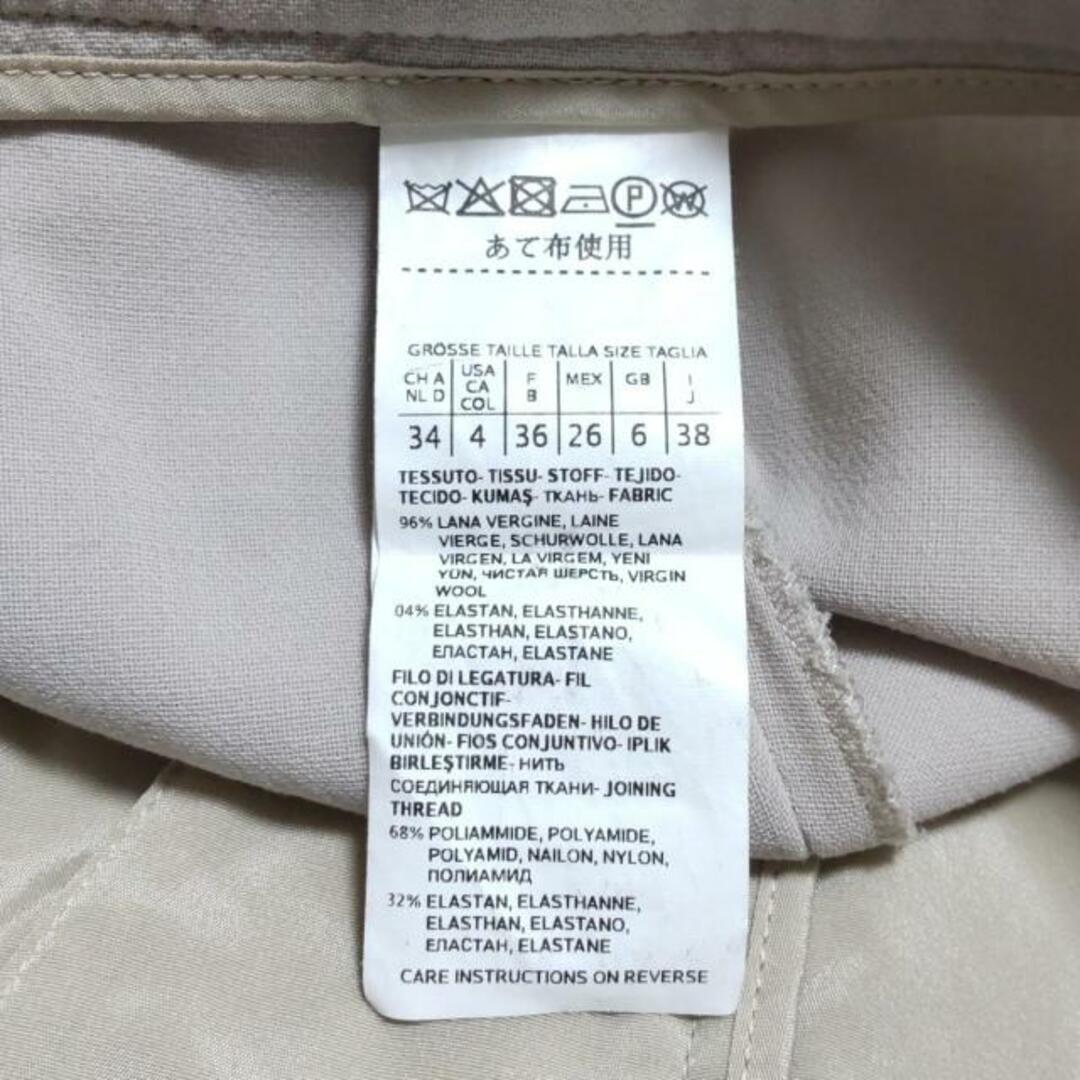 P W
あて布使用
GRÖSSE TAILLE TALLA SIZE TAGLIA
CH A NL D USA CA COL F B MEX GB I J
34 4 36 26 6 38
TESSUTO- TISSU- STOFF- TEJIDO-
TECIDO- KUMAŞ- ТКАНЬ- FABRIC
96% LANA VERGINE, LAINE
VIERGE, SCHURWOLLE, LANA
VIRGEN, LA VIRGEM, YENI
YÜN, ЧИСТАЯ ШЕРСТЬ, VIRGIN
WOOL
04% ELASTAN, ELASTHANNE,
ELASTHAN, ELASTANO,
ЕЛАСТАН, ELASTANE
FILO DI LEGATURA- FIL
CONJONCTIF-
VERBINDUNGSFADEN- HILO DE
UNIÓN- FIOS CONJUNTIVO- IPLIK
BIRLEŞTIRME- НИТЬ
СОЕДИНЯЮЩАЯ ТКАНИ- JOINING
THREAD
68% POLIAMMIDE, POLYAMIDE,
POLYAMID, NAILON, NYLON,
ПОЛИАМИД
32% ELASTAN, ELASTHANNE,
ELASTHAN, ELASTANO,
ЕЛАСТАН, ELASTANE
CARE INSTRUCTIONS ON REVERSE